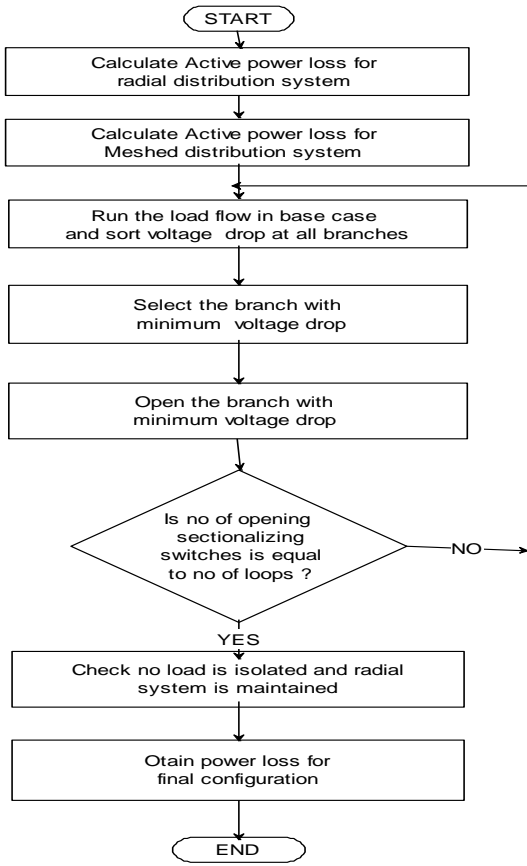 START
Calculate Active power loss for
radial distribution system
Calculate Active power loss for
Meshed distribution system
Run the load flow in base case
and sort voltage drop at all branches
Select the branch with
minimum voltage drop
Open the branch with
minimum voltage drop
Is no of opening
sectionalizing
switches is equal
to no of loops ?
NO
YES
Check no load is isolated and radial
system is maintained
Otain power loss for
final configuration
END